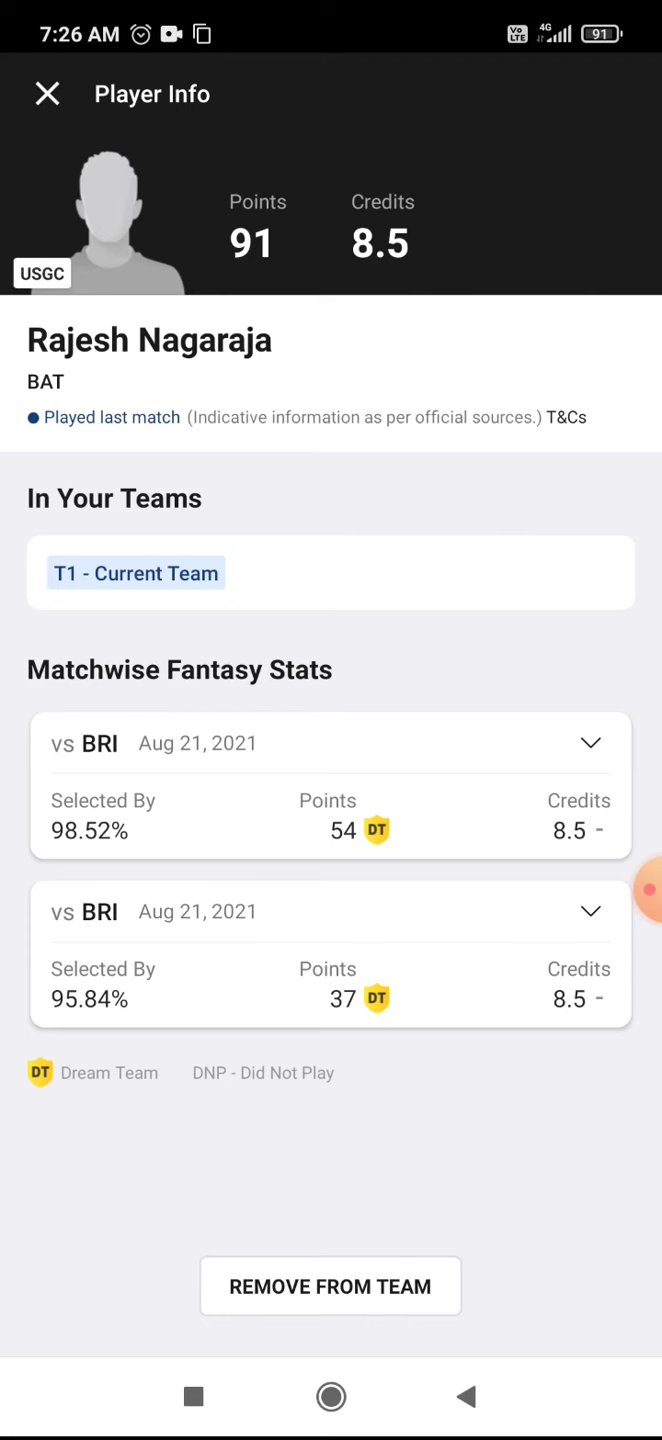 7:26 AM Vo LTE 4G 91
Player Info
Points Credits
91 8.5
USGC
Rajesh Nagaraja
BAT
Played last match (Indicative information as per official sources.) T&Cs
In Your Teams
T1 - Current Team
Matchwise Fantasy Stats
vs BRI Aug 21, 2021
Selected By Points Credits
98.52% 54 DT 8.5 -
vs BRI Aug 21, 2021
Selected By Points Credits
95.84% 37 DT 8.5 -
DT Dream Team DNP - Did Not Play
REMOVE FROM TEAM